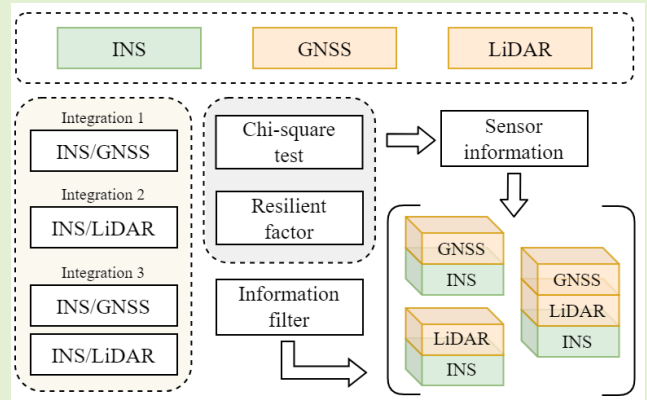 INS
GNSS
LiDAR
Integration 1
INS/GNSS
Integration 2
INS/LiDAR
Integration 3
INS/GNSS
INS/LiDAR
Chi-square
test
Resilient
factor
Information
filter
Sensor
information
GNSS
INS
LiDAR
INS
GNSS
LiDAR
INS